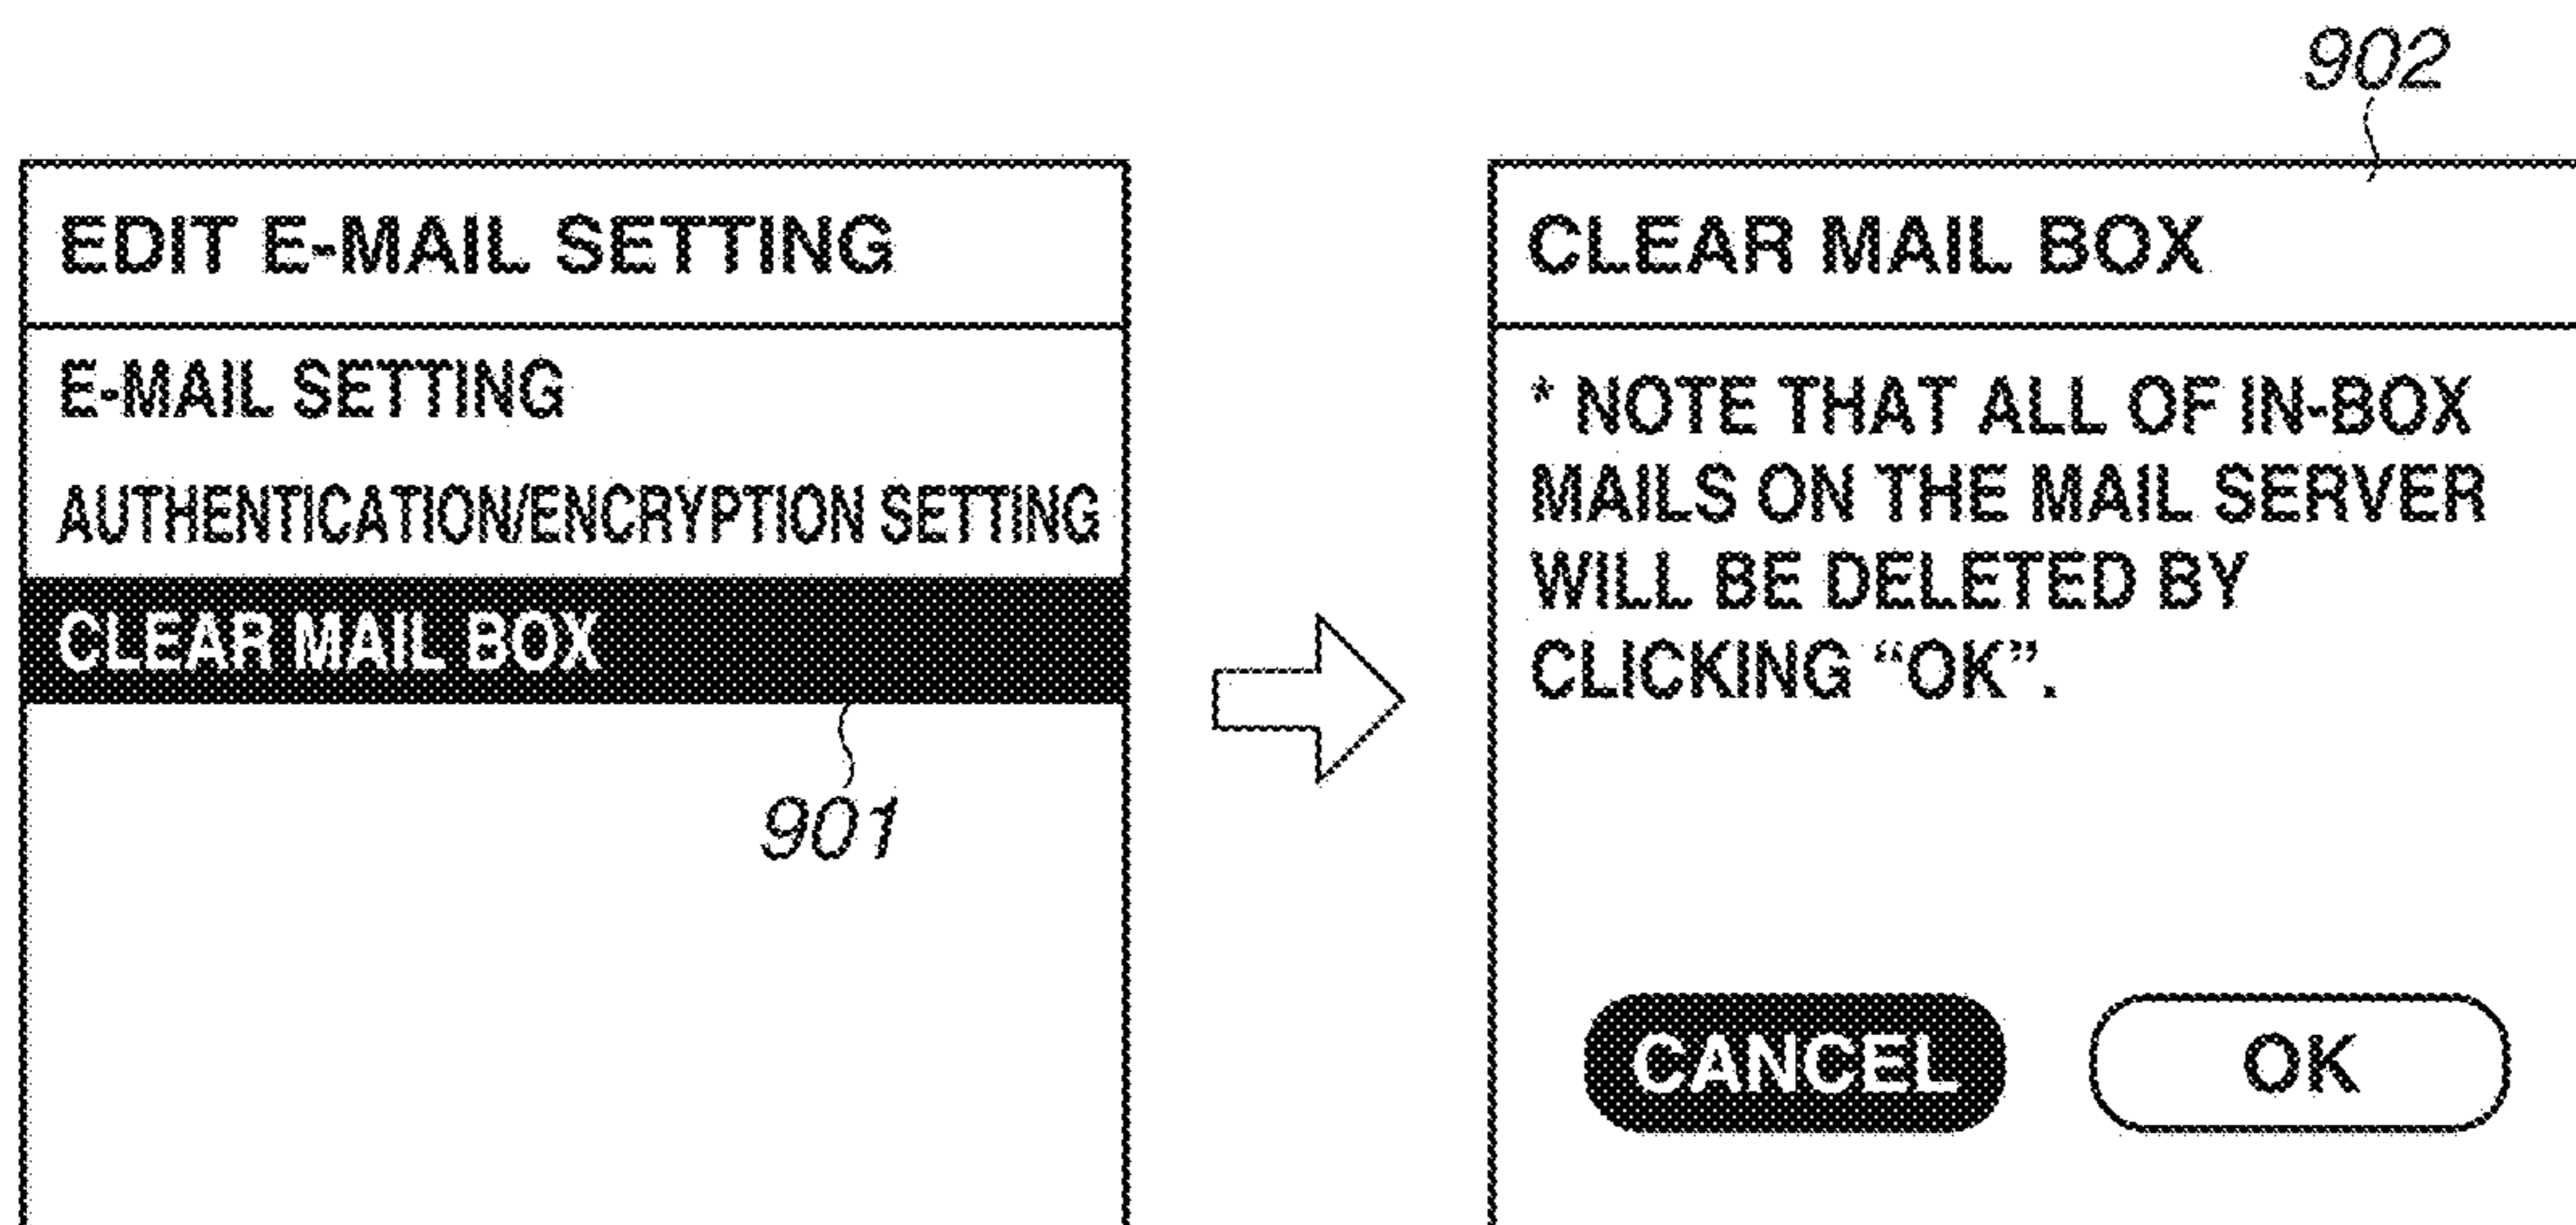 902
EDIT E-MAIL SETTING
E-MAIL SETTING
AUTHENTICATION/ENCRYPTION SETTING
CLEAR MAIL BOX
901
CLEAR MAIL BOX
* NOTE THAT ALL OF IN-BOX
MAILS ON THE MAIL SERVER
WILL BE DELETED BY
CLICKING “OK”.
CANCEL
OK